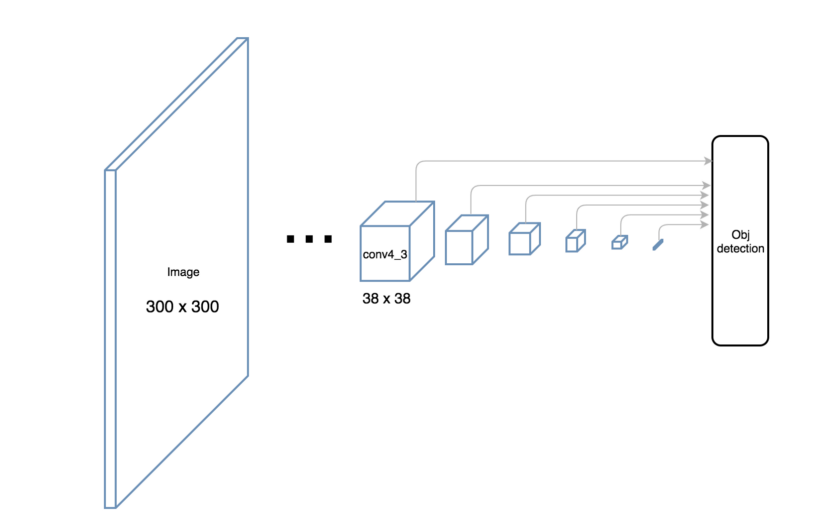 Image
300 x 300
conv4_3
38 x 38
Obj
detection